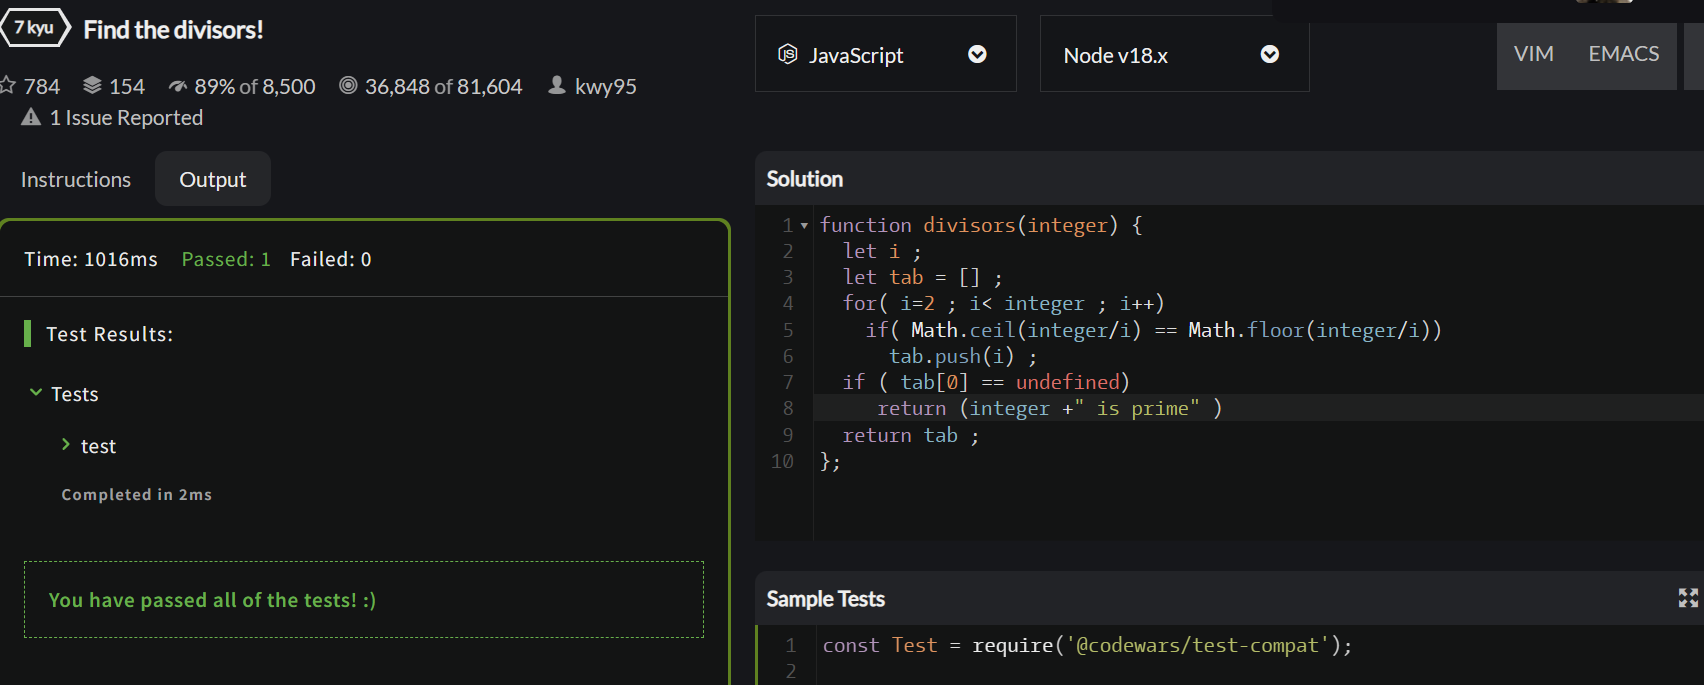 7 kyu Find the divisors!
784 154 89% of 8,500 36,848 of 81,604 kwy95
1 Issue Reported
Instructions Output
Time: 1016ms Passed: 1 Failed: 0
Test Results:
Tests
test
Completed in 2ms
You have passed all of the tests! :)
JavaScript Node v18.x VIM EMACS
Solution
1 function divisors(integer) {
2 let i ;
3 let tab = [] ;
4 for( i=2 ; i< integer ; i++)
5 if( Math.ceil(integer/i) == Math.floor(integer/i))
6 tab.push(i) ;
7 if ( tab[0] == undefined)
8 return (integer +" is prime" )
9 return tab ;
10 };
Sample Tests
1 const Test = require('@codewars/test-compat');
2